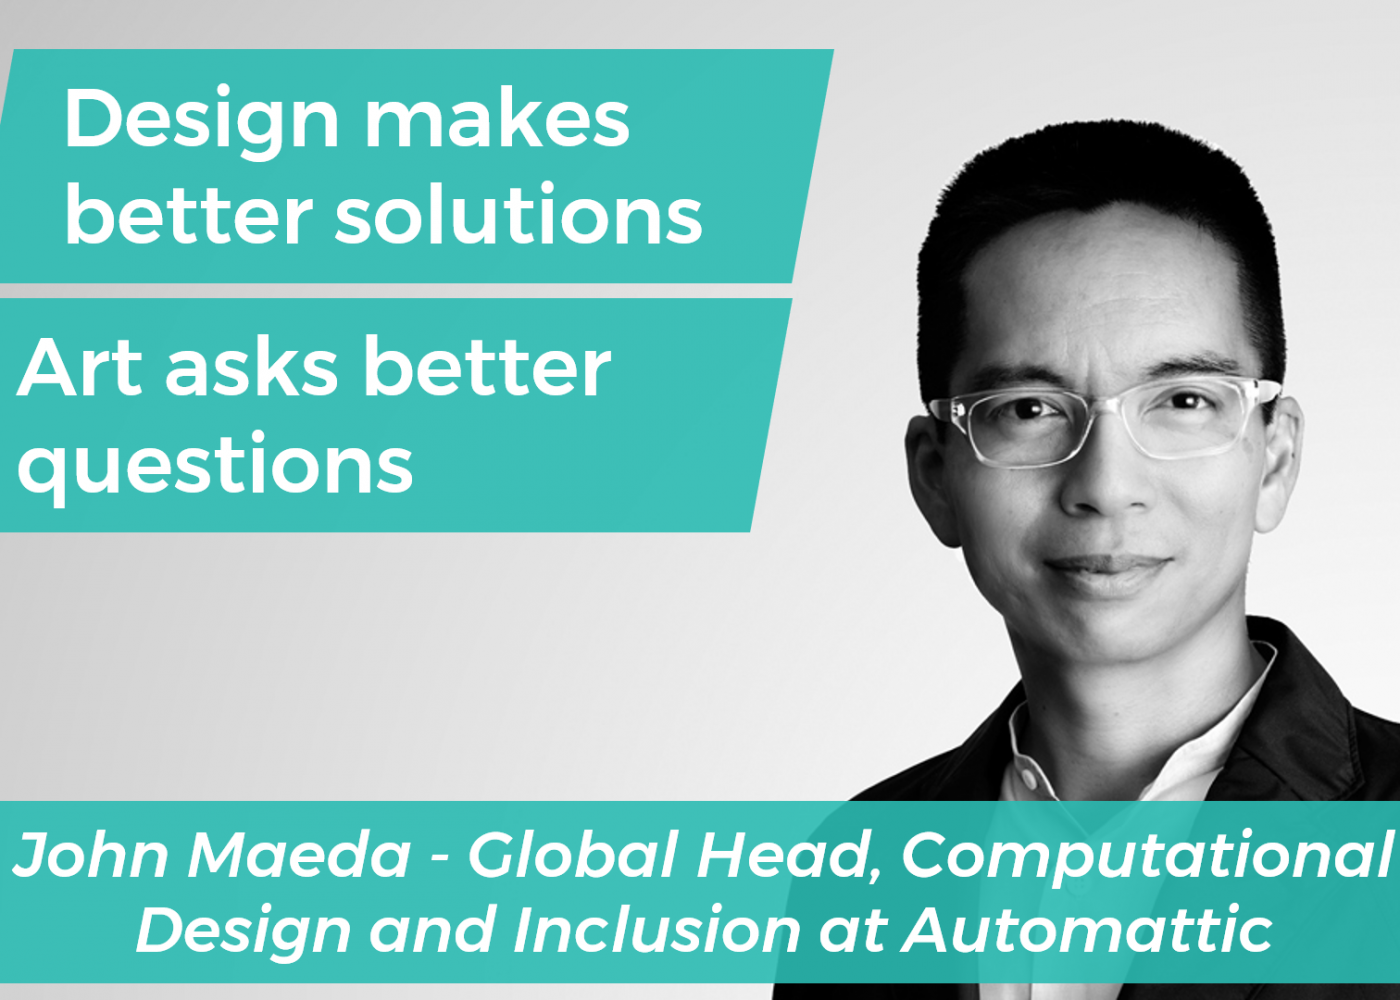 Design makes
better solutions
Art asks better
questions
John Maeda - Global Head, Computational
Design and Inclusion at Automattic